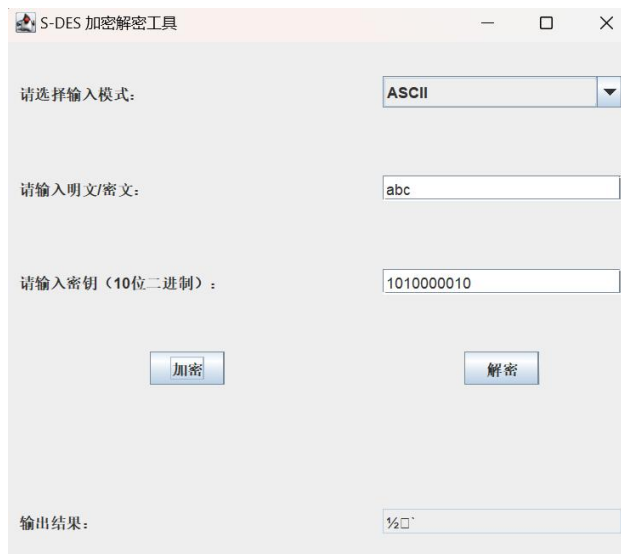 S-DES 加密解密工具
请选择输入模式：
ASCII
请输入明文/密文：
abc
请输入密钥（10位二进制）：
1010000010
加密
解密
输出结果：
½□`